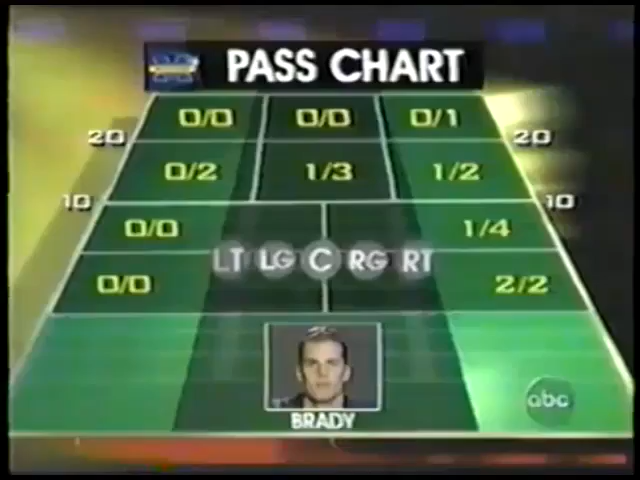 PASS CHART
0/0 0/0 0/1
20 20
0/2 1/3 1/2
10 10
0/0 1/4
LT LG C RG RT
0/0 2/2
BRADY
abc